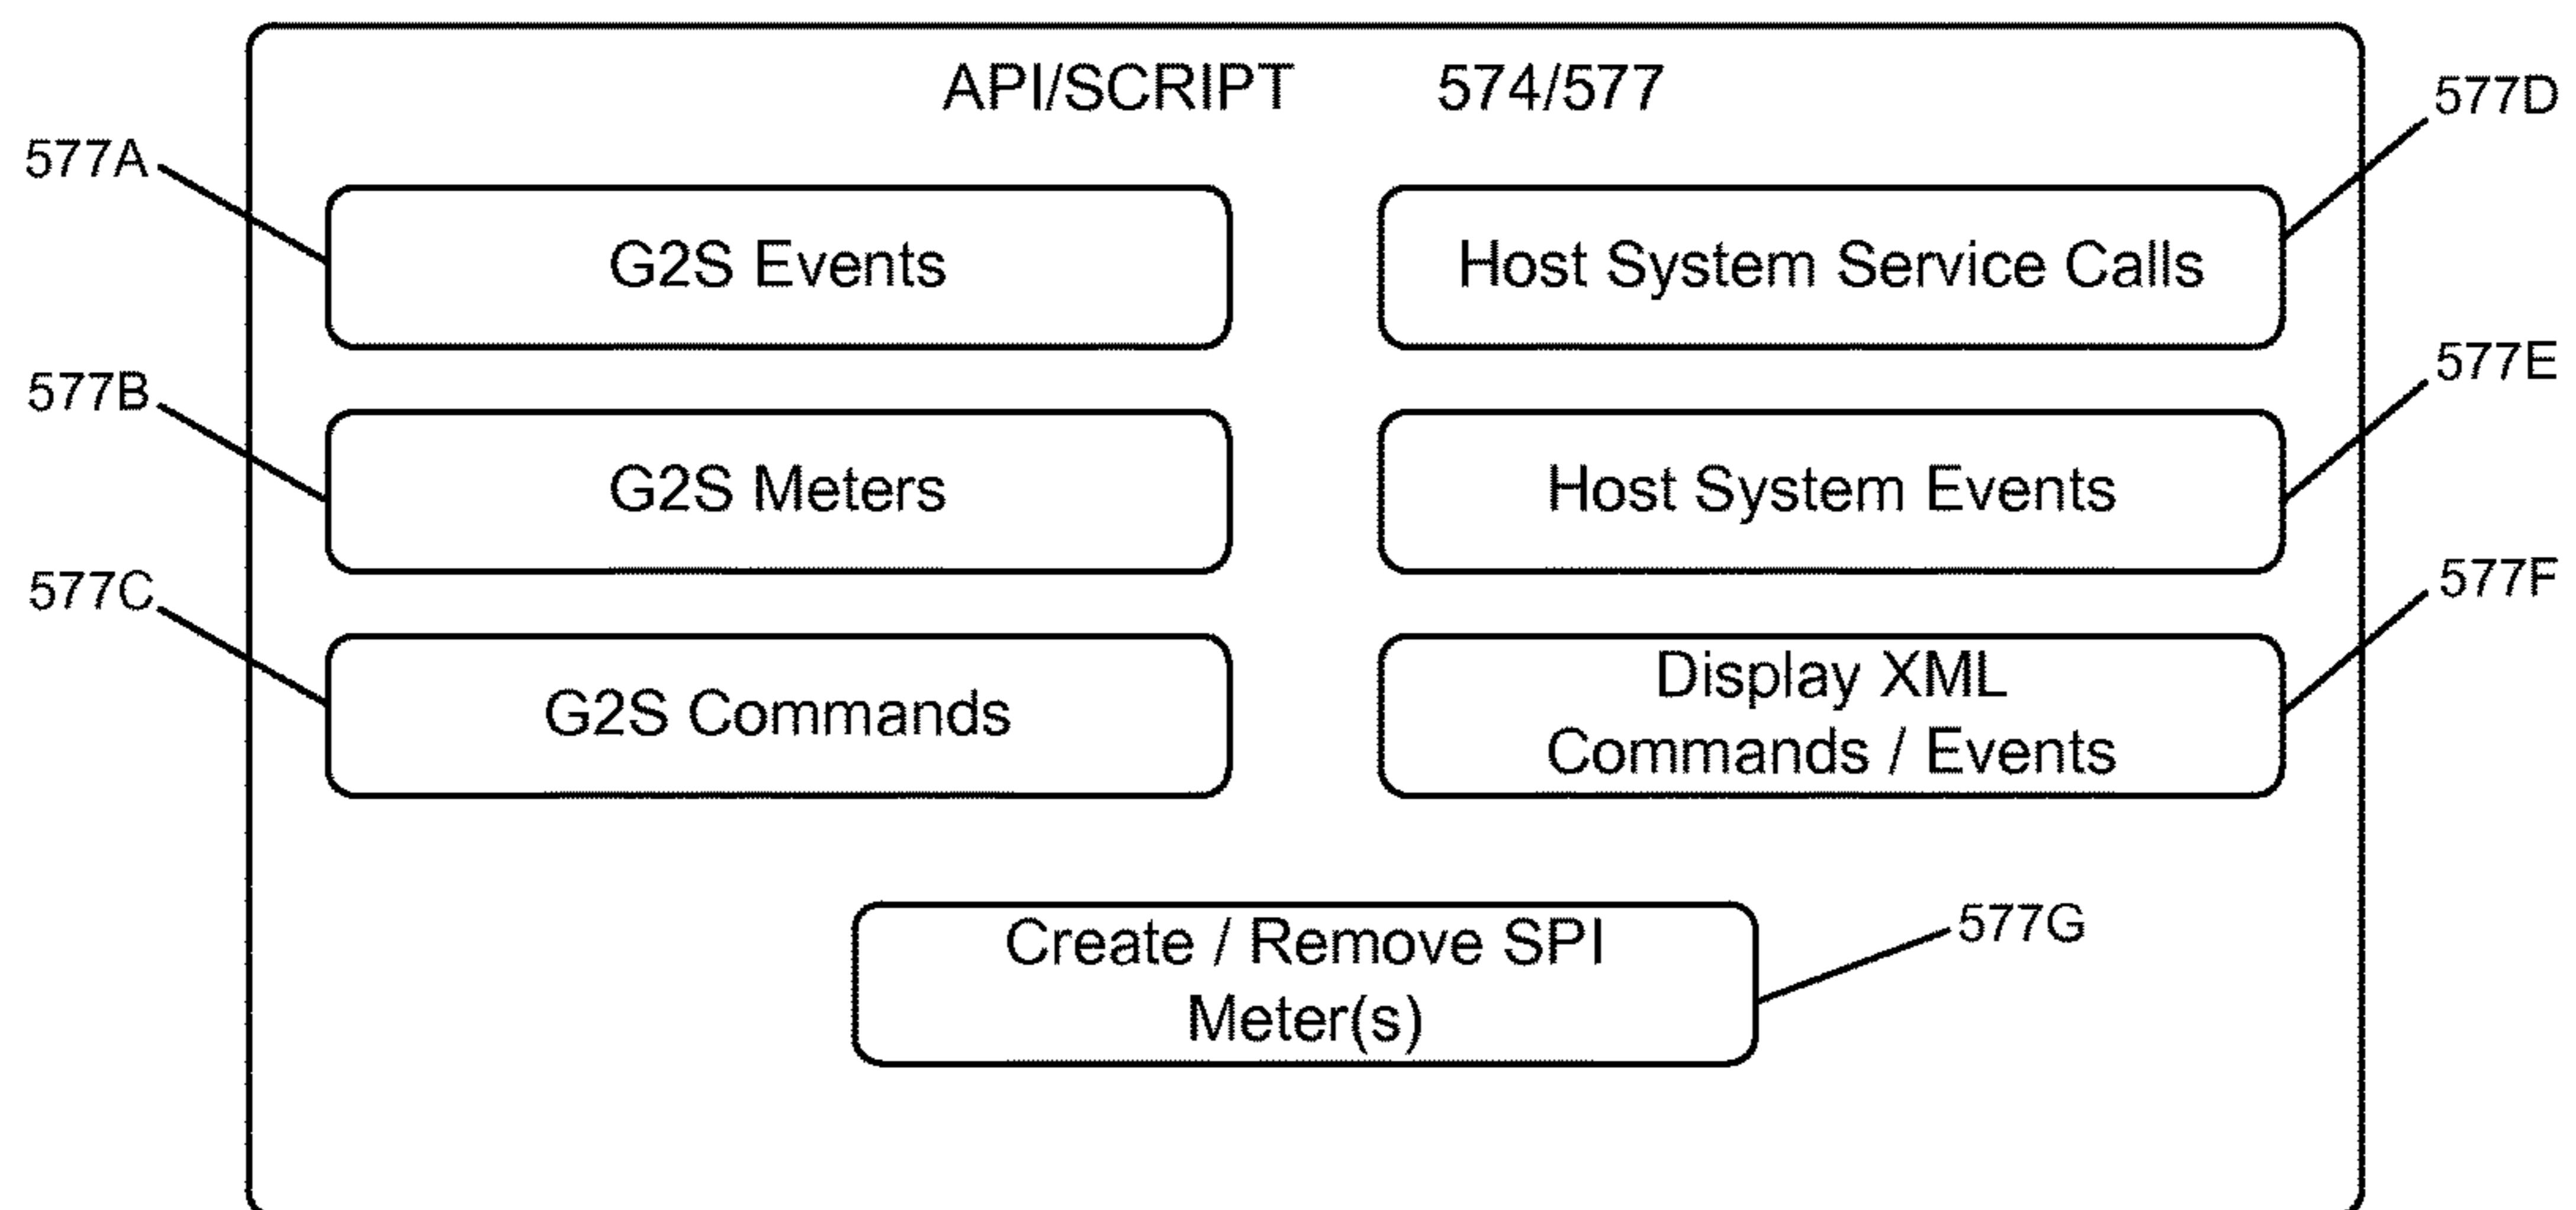 API/SCRIPT 574/577
577A
G2S Events
577B
G2S Meters
577C
G2S Commands
577D
Host System Service Calls
577E
Host System Events
577F
Display XML
Commands / Events
Create / Remove SPI
Meter(s)
577G